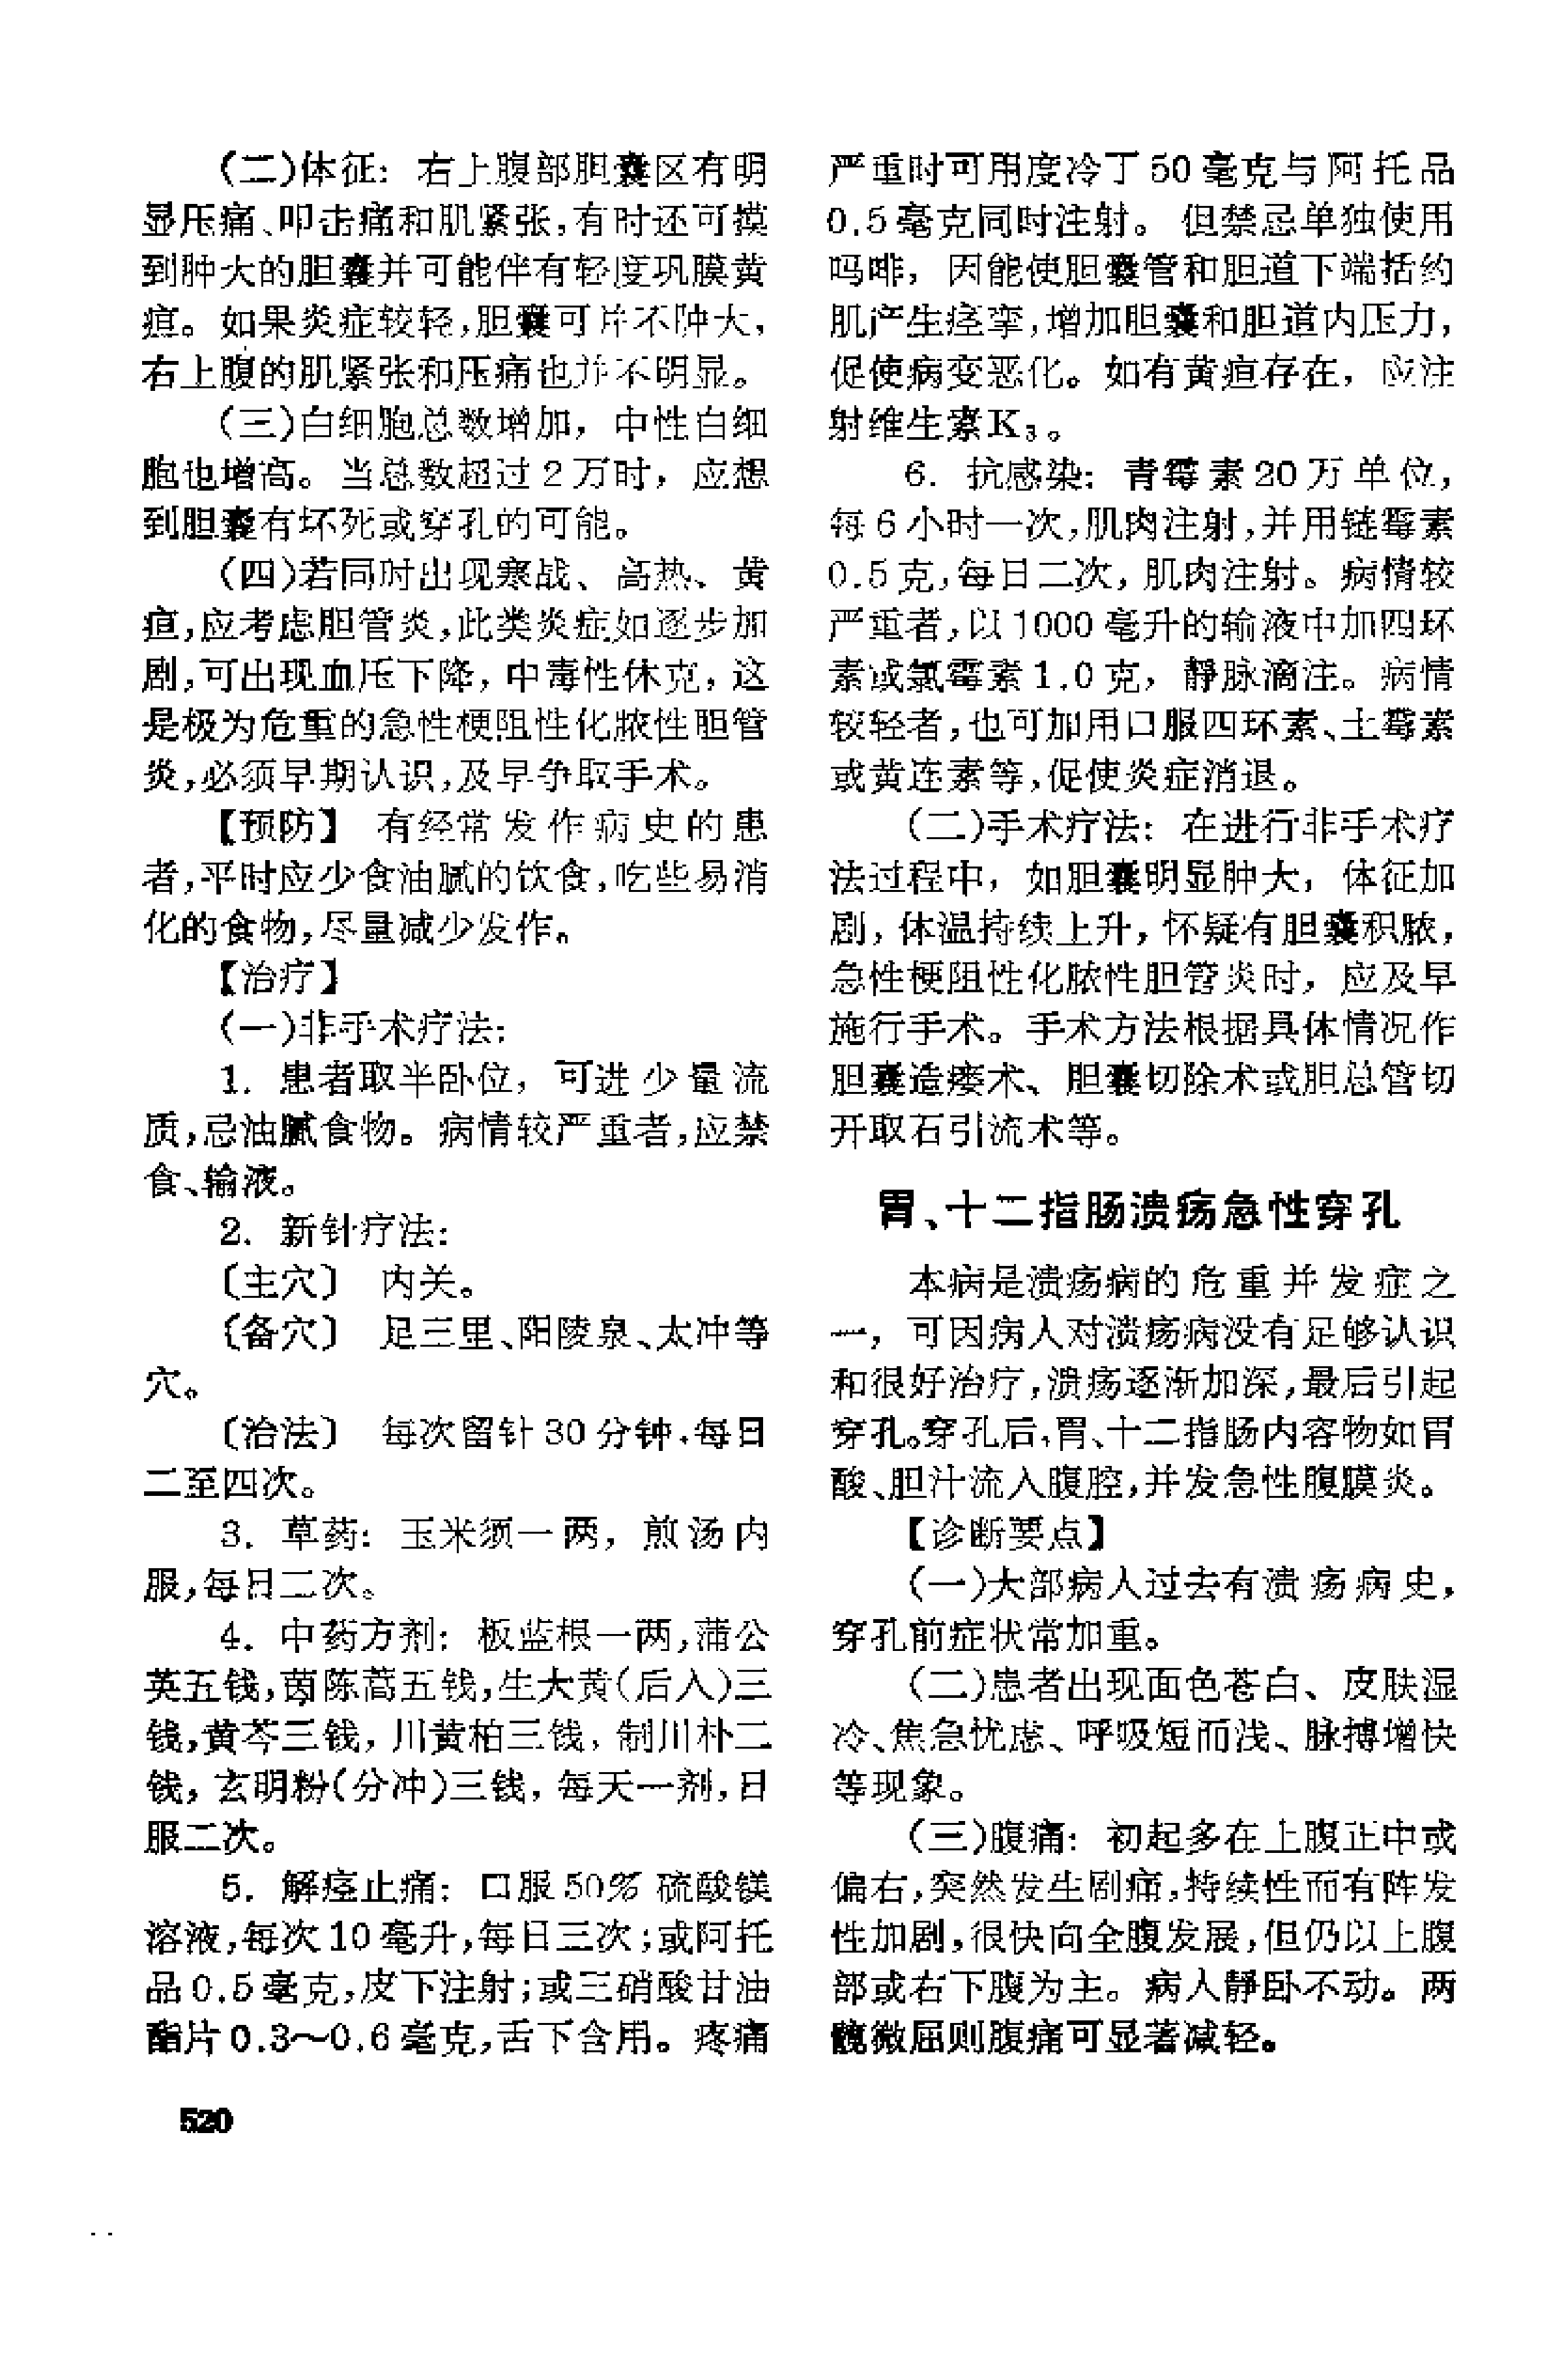 （二）体征：右上腹部胆囊区有明
显压痛、叩击痛和肌紧张，有时还可摸
到肿大的胆囊并可能伴有轻度巩膜黄
疸。如果炎症较轻，胆囊可并不肿大，
右上腹的肌紧张和压痛也并不明显。
（三）白细胞总数增加，中性白细
胞也增高。当总数超过2万时，应想
到胆囊有坏死或穿孔的可能。
（四）若同时出现寒战、高热、黄
疸，应考虑胆管炎，此类炎症如逐步加
剧，可出现血压下降，中毒性休克，这
是极为危重的急性梗阻性化脓性胆管
炎，必须早期认识，及早争取手术。
【预防】 有经常发作病史的患
者，平时应少食油腻的饮食，吃些易消
化的食物，尽量减少发作。
【治疗】
（一）非手术疗法：
1. 患者取半卧位，可进少量流
质，忌油腻食物。病情较严重者，应禁
食、输液。
2. 新针疗法：
〔主穴〕 内关。
〔备穴〕 足三里、阳陵泉、太冲等
穴。
〔治法〕 每次留针30分钟，每日
二至四次。
3. 草药：玉米须一两，煎汤内
服，每日二次。
4. 中药方剂：板蓝根一两，蒲公
英五钱，茵陈蒿五钱，生大黄（后入）三
钱，黄芩三钱，川黄柏三钱，制川朴二
钱，玄明粉（分冲）三钱，每天一剂，日
服二次。
5. 解痉止痛：口服50% 硫酸镁
溶液，每次10毫升，每日三次；或阿托
品0.5毫克，皮下注射；或三硝酸甘油
酯片0.3～0.6毫克，舌下含用。疼痛
严重时可用度冷丁50毫克与阿托品
0.5毫克同时注射。但禁忌单独使用
吗啡，因能使胆囊管和胆道下端括约
肌产生痉挛，增加胆囊和胆道内压力，
促使病变恶化。如有黄疸存在，应注
射维生素K₃。
6. 抗感染：青霉素20万单位，
每6小时一次，肌肉注射，并用链霉素
0.5克，每日二次，肌肉注射。病情较
严重者，以1000毫升的输液中加四环
素或氯霉素1.0克，静脉滴注。病情
较轻者，也可加用口服四环素、土霉素
或黄连素等，促使炎症消退。
（二）手术疗法：在进行非手术疗
法过程中，如胆囊明显肿大，体征加
剧，体温持续上升，怀疑有胆囊积脓，
急性梗阻性化脓性胆管炎时，应及早
施行手术。手术方法根据具体情况作
胆囊造瘘术、胆囊切除术或胆总管切
开取石引流术等。
胃、十二指肠溃疡急性穿孔
本病是溃疡病的危重并发症之
一，可因病人对溃疡病没有足够认识
和很好治疗，溃疡逐渐加深，最后引起
穿孔。穿孔后，胃、十二指肠内容物如胃
酸、胆汁流入腹腔，并发急性腹膜炎。
【诊断要点】
（一）大部病人过去有溃疡病史，
穿孔前症状常加重。
（二）患者出现面色苍白、皮肤湿
冷、焦急忧虑、呼吸短而浅、脉搏增快
等现象。
（三）腹痛：初起多在上腹正中或
偏右，突然发生剧痛，持续性而有阵发
性加剧，很快向全腹发展，但仍以上腹
部或右下腹为主。病人静卧不动。两
髋微屈则腹痛可显著减轻。
520